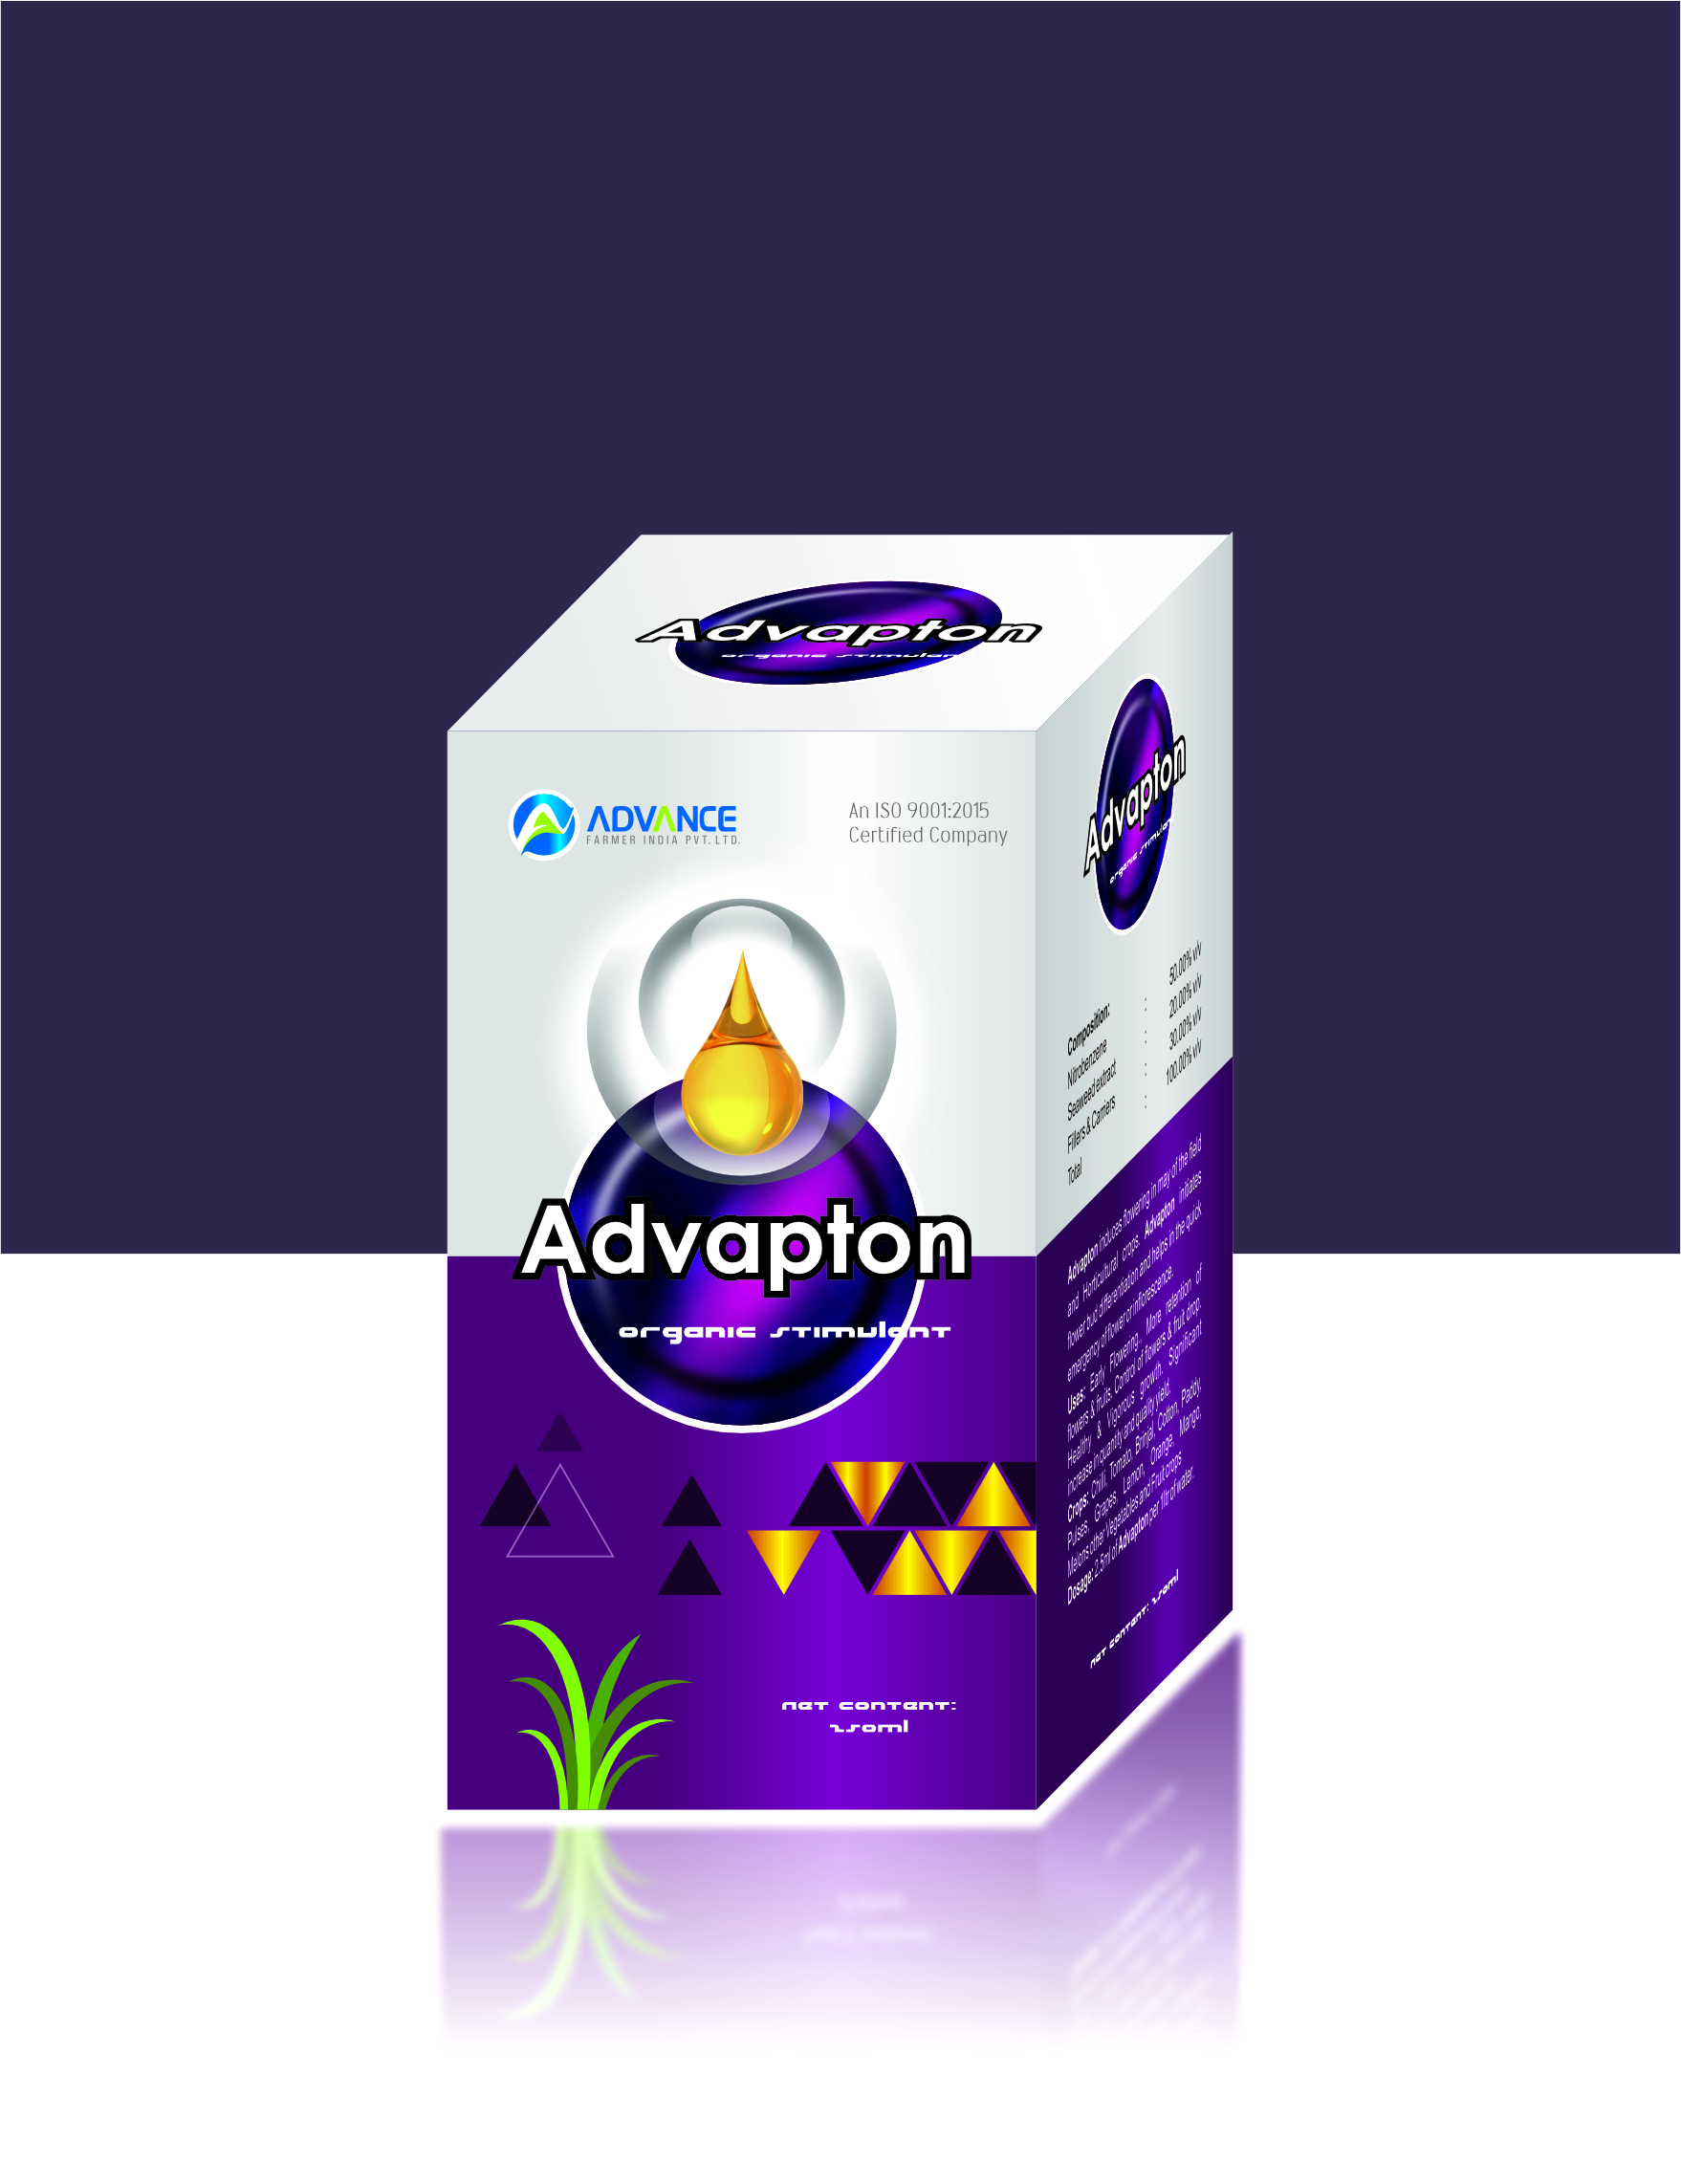 Advapton
organic stimulan
ADVANCE
FARMER INDIA PVT. LTD.
An ISO 9001:2015
Certified Company
Advapton
organic stimulant
net content:
250ml
Advapton
organic stimulant
Composition:
Nitrobenzene : 50.00% v/v
Seaweed extract : 20.00% v/v
Fillers & Carriers : 30.00% v/v
Total : 100.00% v/v
Advapton induces flowering in may of the field
and Horticultural crops. Advapton initiates
flower bud differentiation and helps in the quick
emergency of flower or inflorescence.
Uses: Early Flowering. More retention of
flowers & fruits. Control of flowers & fruit drop.
Healthy & Vigorous growth. Significant
increase in quantity and quality yield.
Crops: Chilli, Tomato, Brinjal, Cotton, Paddy,
Pulses, Grapes, Lemon, Orange, Mango,
Melons other Vegetables and Fruit crops
Dosage: 2.5ml of Advapton per 1ltr of water.
net content: 250ml